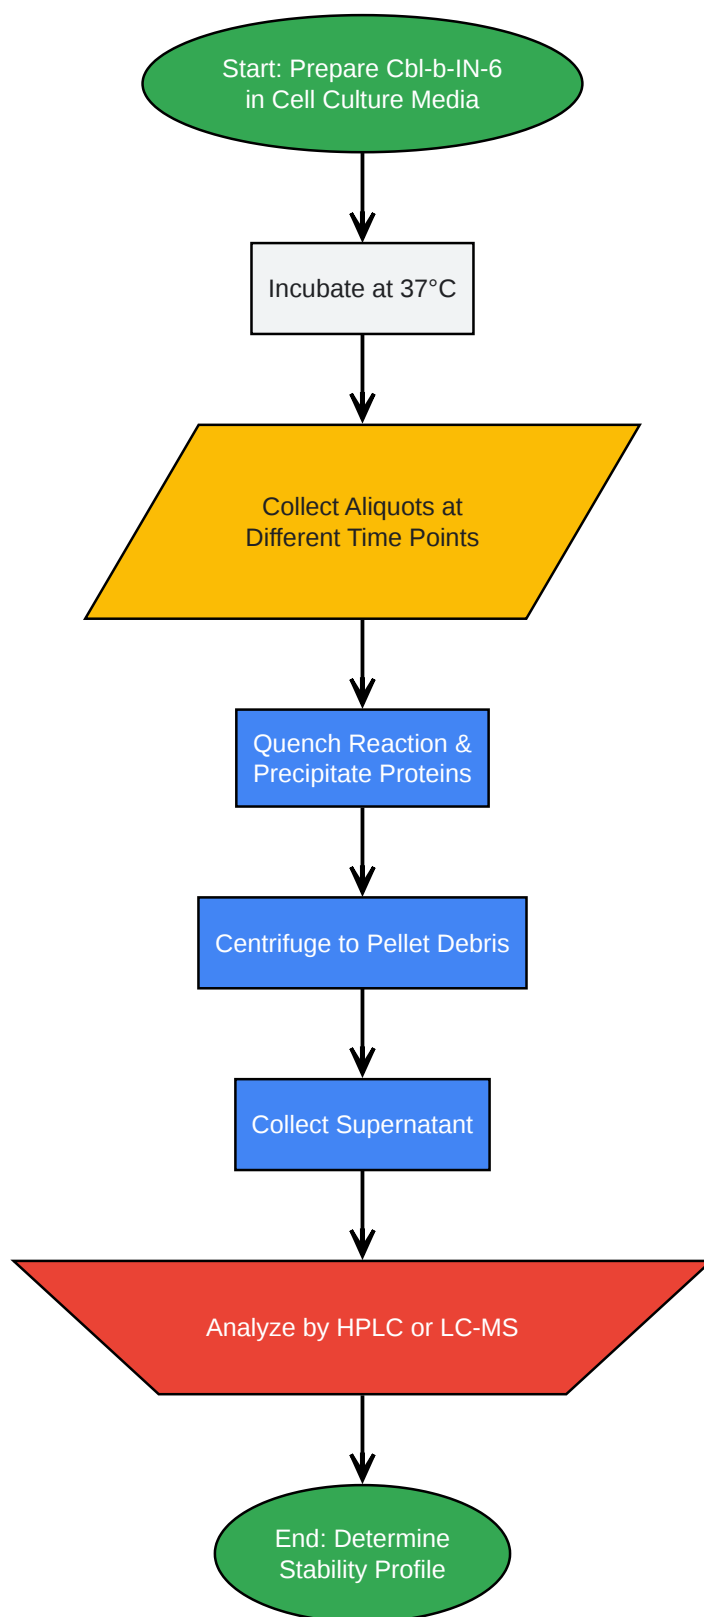 Start: Prepare Cbl-b-IN-6
in Cell Culture Media
Incubate at 37°C
Collect Aliquots at
Different Time Points
Quench Reaction &
Precipitate Proteins
Centrifuge to Pellet Debris
Collect Supernatant
Analyze by HPLC or LC-MS
End: Determine
Stability Profile